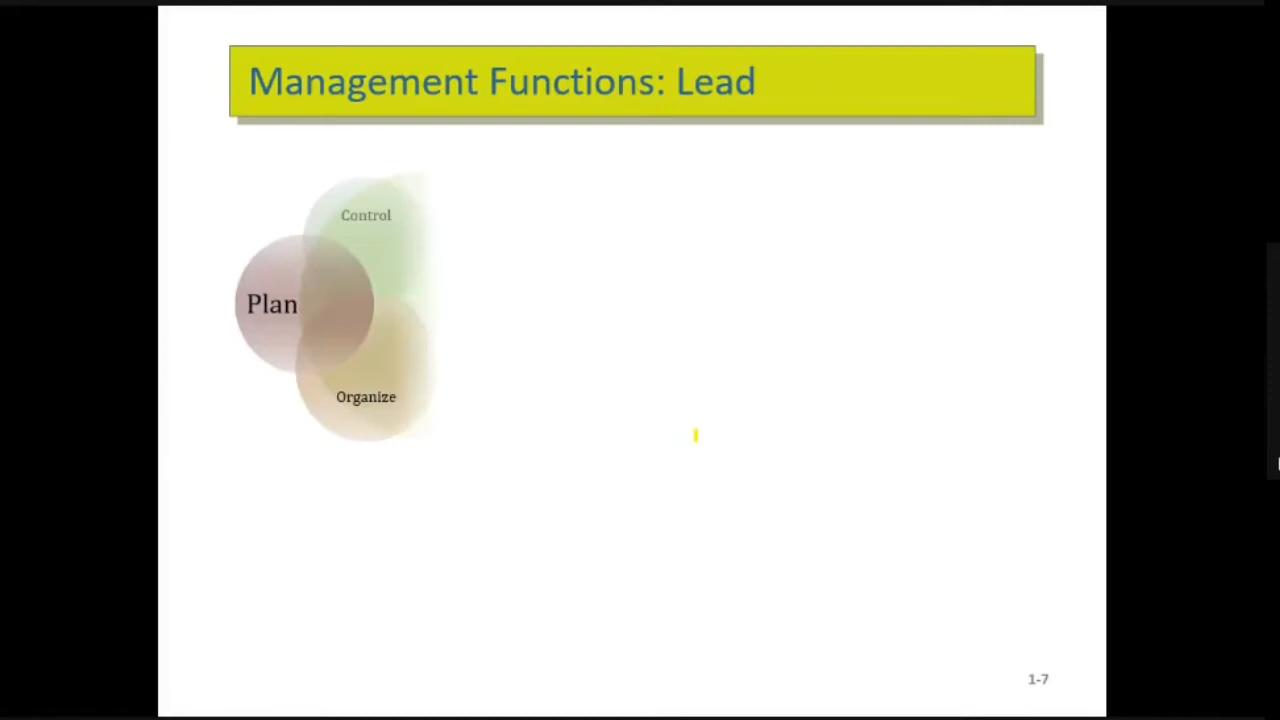 Management Functions: Lead
Control
Plan
Organize
1-7